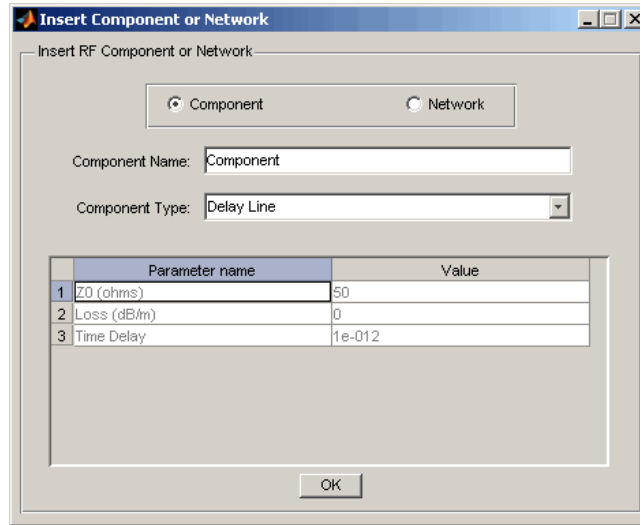 Insert Component or Network
Insert RF Component or Network
Component Network
Component Name: Component
Component Type: Delay Line
Parameter name Value
1 Z0 (ohms) 50
2 Loss (dB/m) 0
3 Time Delay 1e-012
OK